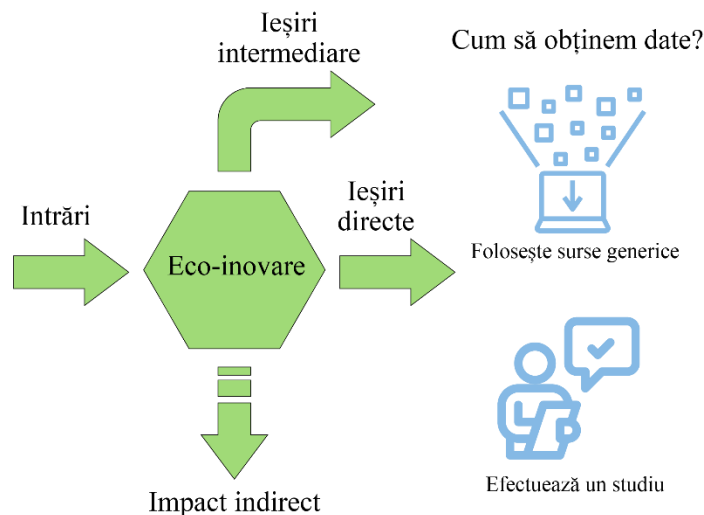 Ieșiri
intermediare
Cum să obținem date?
Intrări
Eco-inovare
Ieșiri
directe
Folosește surse generice
Impact indirect
Efectuează un studiu